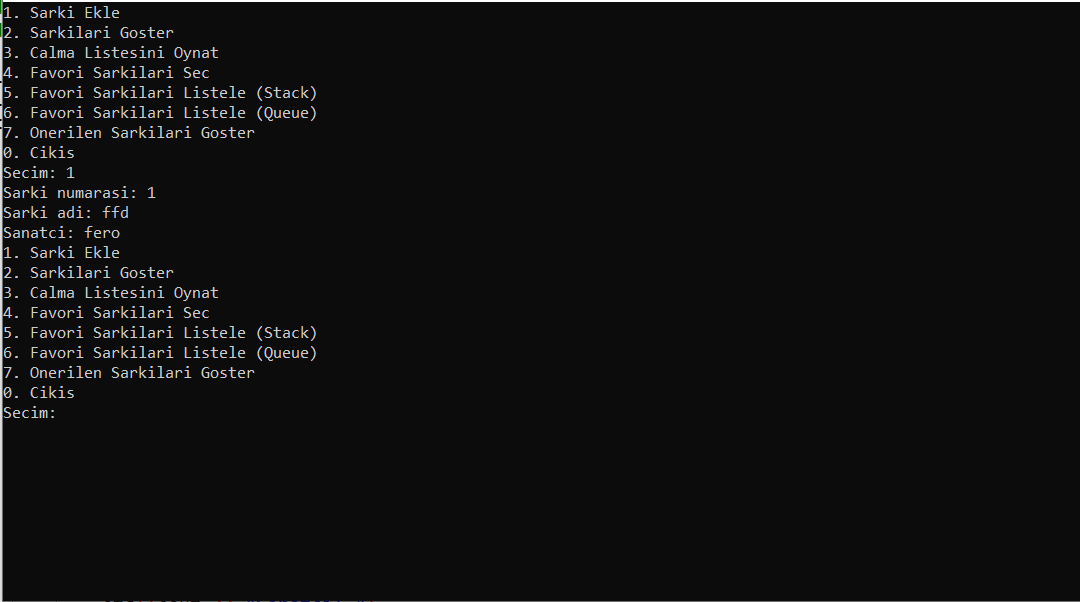 1. Sarki Ekle
2. Sarkilari Goster
3. Calma Listesini Oynat
4. Favori Sarkilari Sec
5. Favori Sarkilari Listele (Stack)
6. Favori Sarkilari Listele (Queue)
7. Onerilen Sarkilari Goster
0. Cikis
Secim: 1
Sarki numarasi: 1
Sarki adi: ffd
Sanatci: fero
1. Sarki Ekle
2. Sarkilari Goster
3. Calma Listesini Oynat
4. Favori Sarkilari Sec
5. Favori Sarkilari Listele (Stack)
6. Favori Sarkilari Listele (Queue)
7. Onerilen Sarkilari Goster
0. Cikis
Secim: